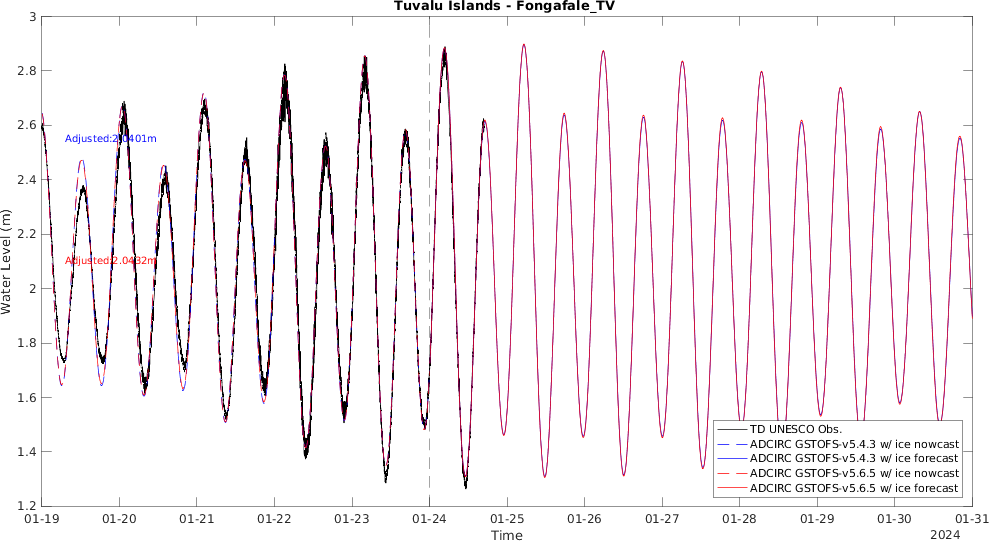 Tuvalu Islands - Fongafale_TV
3
2.8
2.6
2.4
2.2
2
1.8
1.6
1.4
1.2
Water Level (m)
Adjusted:2.0401m
Adjusted:2.0432m
TD UNESCO Obs.
ADCIRC GSTOFS-v5.4.3 w/ ice nowcast
ADCIRC GSTOFS-v5.4.3 w/ ice forecast
ADCIRC GSTOFS-v5.6.5 w/ ice nowcast
ADCIRC GSTOFS-v5.6.5 w/ ice forecast
01-19 01-20 01-21 01-22 01-23 01-24 01-25 01-26 01-27 01-28 01-29 01-30 01-31
Time
2024